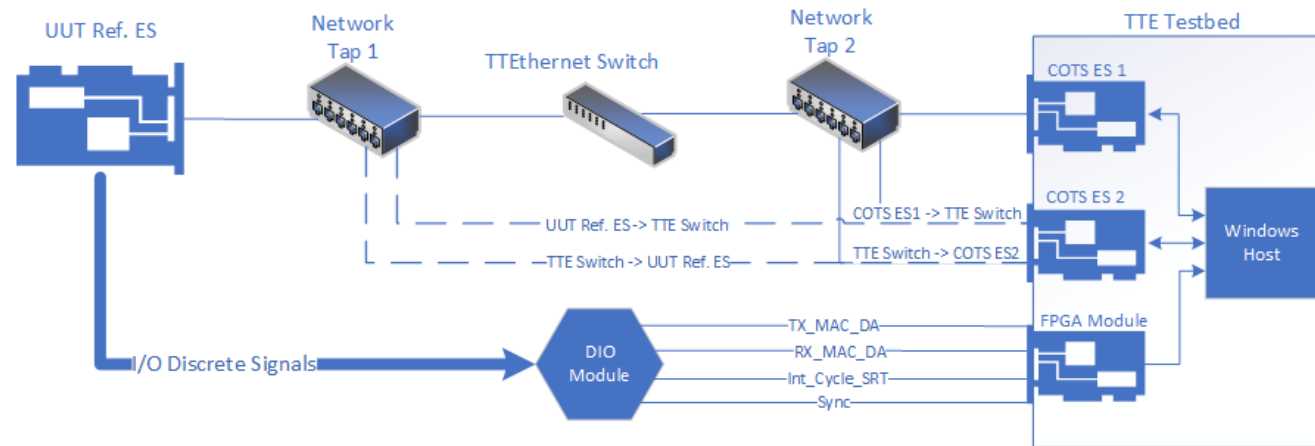 UUT Ref. ES
Network
Tap 1
TTEthernet Switch
Network
Tap 2
TTE Testbed
COTS ES 1
COTS ES 2
UUT Ref. ES-> TTE Switch
COTS ES1 -> TTE Switch
TTE Switch -> UUT Ref. ES
TTE Switch -> COTS ES2
Windows
Host
I/O Discrete Signals
DIO
Module
TX_MAC_DA
RX_MAC_DA
Int_Cycle_SRT
Sync
FPGA Module